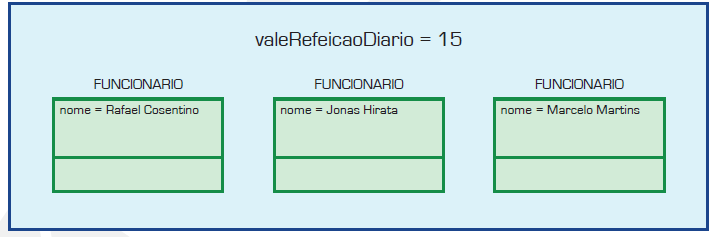 valeRefeicaoDiario = 15
FUNCIONARIO FUNCIONARIO FUNCIONARIO
nome = Rafael Cosentino nome = Jonas Hirata nome = Marcelo Martins